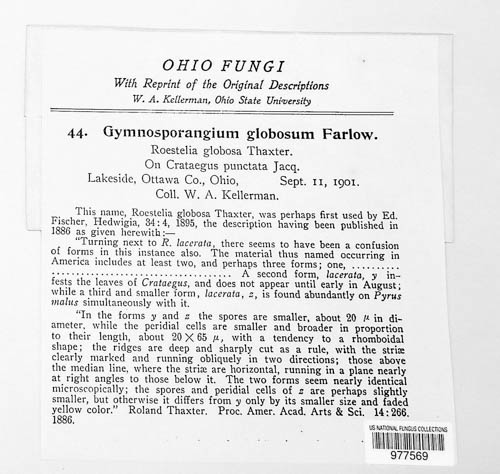 OHIO FUNGI
With Reprint of the Original Descriptions
W. A. Kellerman, Ohio State University
44. Gymnosporangium globosum Farlow.
Roestelia globosa Thaxter.
On Crataegus punctata Jacq.
Lakeside, Ottawa Co., Ohio, Sept. 11, 1901.
Coll. W. A. Kellerman.
This name, Roestelia globosa Thaxter, was perhaps first used by Ed.
Fischer, Hedwigia, 34:4, 1895, the description having been published in
1886 as given herewith:—
"Turning next to R. lacerata, there seems to have been a confusion
of forms in this instance also. The material thus named occurring in
America includes at least two, and perhaps three forms; one, ..........
.................................. A second form, lacerata, y in-
fests the leaves of Crataegus, and does not appear until early in August;
while a third and smaller form, lacerata, z, is found abundantly on Pyrus
malus simultaneously with it.
"In the forms y and z the spores are smaller, about 20 µ in di-
ameter, while the peridial cells are smaller and broader in proportion
to their length, about 20 × 65 µ, with a tendency to a rhomboidal
shape; the ridges are deep and sharply cut as a rule, with the striæ
clearly marked and running obliquely in two directions; those above
the median line, where the striæ are horizontal, running in a plane nearly
at right angles to those below it. The two forms seem nearly identical
microscopically; the spores and peridial cells of z are perhaps slightly
smaller, but otherwise it differs from y only by its smaller size and faded
yellow color." Roland Thaxter. Proc. Amer. Acad. Arts & Sci. 14:266.
1886.
US NATIONAL FUNGUS COLLECTIONS
977569